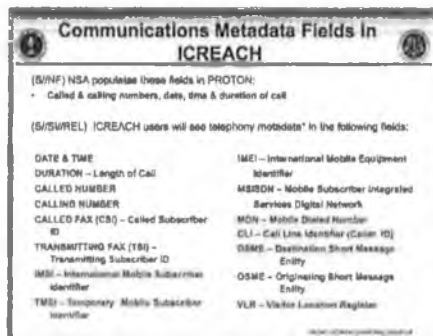 Communications Metadata Fields in
ICREACH
(S//NF) NSA populates these fields in PROTON:
• Called & calling numbers, date, time & duration of call
(S//SI//REL) ICREACH users will see telephony metadata* in the following fields:
DATE & TIME
DURATION – Length of Call
CALLED NUMBER
CALLING NUMBER
CALLED FAX (CSI) – Called Subscriber
ID
TRANSMITTING FAX (TSI) –
Transmitting Subscriber ID
IMSI – International Mobile Subscriber
Identifier
TMSI – Temporary Mobile Subscriber
Identifier
IMEI – International Mobile Equipment
Identifier
MSISDN – Mobile Subscriber Integrated
Services Digital Network
MDN – Mobile Dialed Number
CLI – Call Line Identifier (Caller ID)
DSME – Destination Short Message
Entity
OSME – Originating Short Message
Entity
VLR – Visitor Location Register